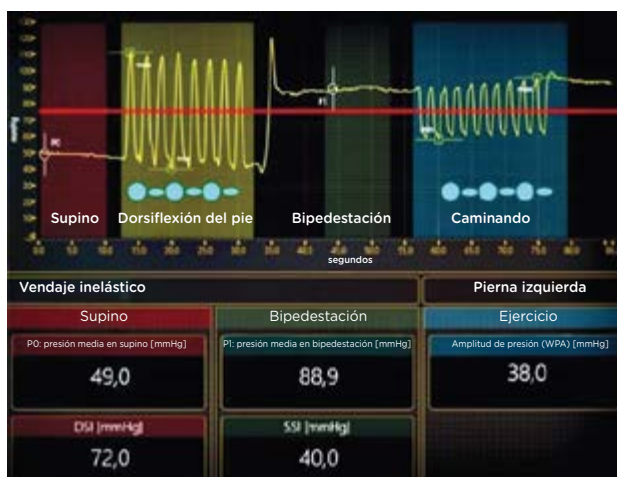 P0
P1
Supino Dorsiflexión del pie Bipedestación Caminando
segundos
Vendaje inelástico Pierna izquierda
Supino Bipedestación Ejercicio
P0: presión media en supino [mmHg] P1: presión media en bipedestación [mmHg] Amplitud de presión (WPA) [mmHg]
49,0 88,9 38,0
DSI [mmHg] SSI [mmHg]
72,0 40,0